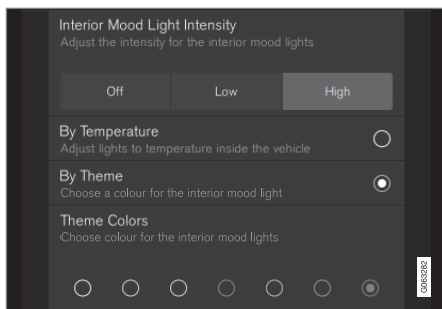 Interior Mood Light Intensity
Adjust the intensity for the interior mood lights
Off Low High
By Temperature
Adjust lights to temperature inside the vehicle
By Theme
Choose a colour for the interior mood light
Theme Colors
Choose colour for the interior mood lights
G063282